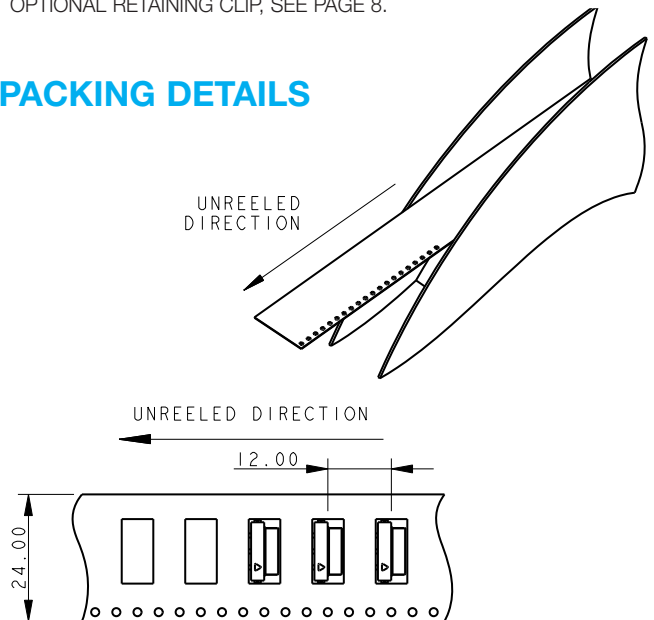 OPTIONAL RETAINING CLIP, SEE PAGE 8.
PACKING DETAILS
UNREELED
DIRECTION
UNREELED DIRECTION
12.00
24.00